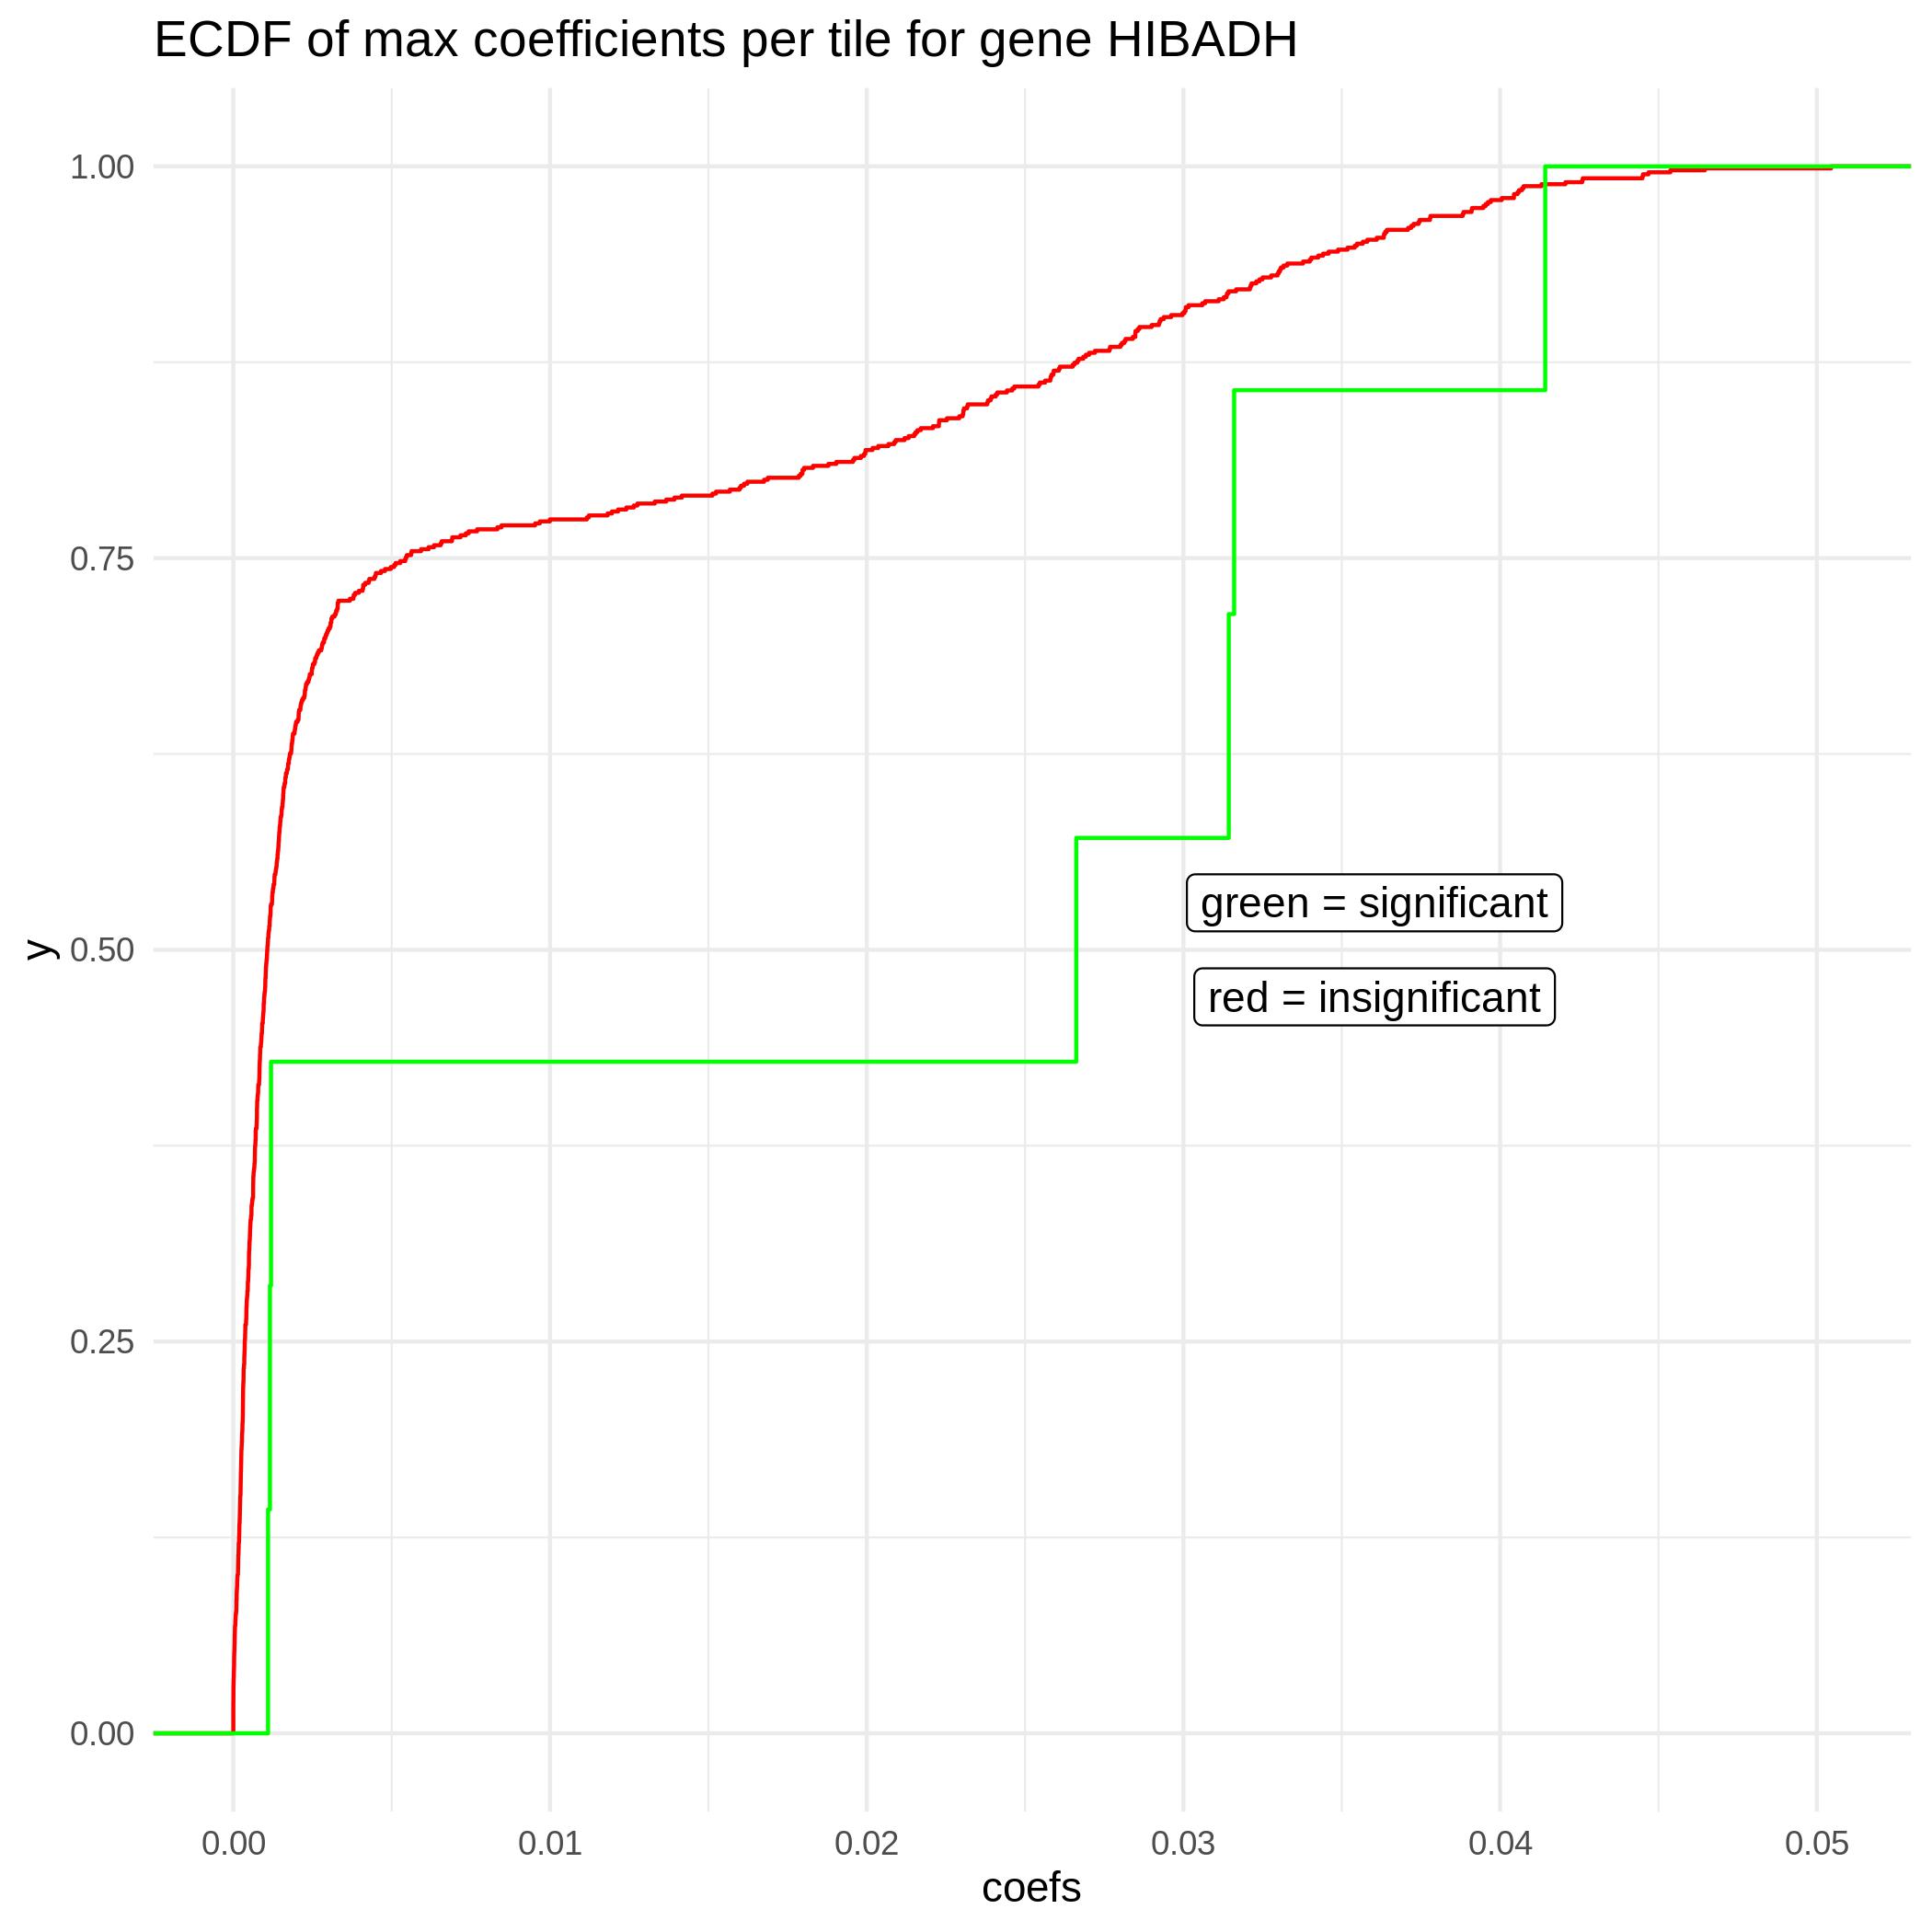 ECDF of max coefficients per tile for gene HIBADH
1.00
0.75
0.50
0.25
0.00
y
green = significant
red = insignificant
0.00 0.01 0.02 0.03 0.04 0.05
coefs